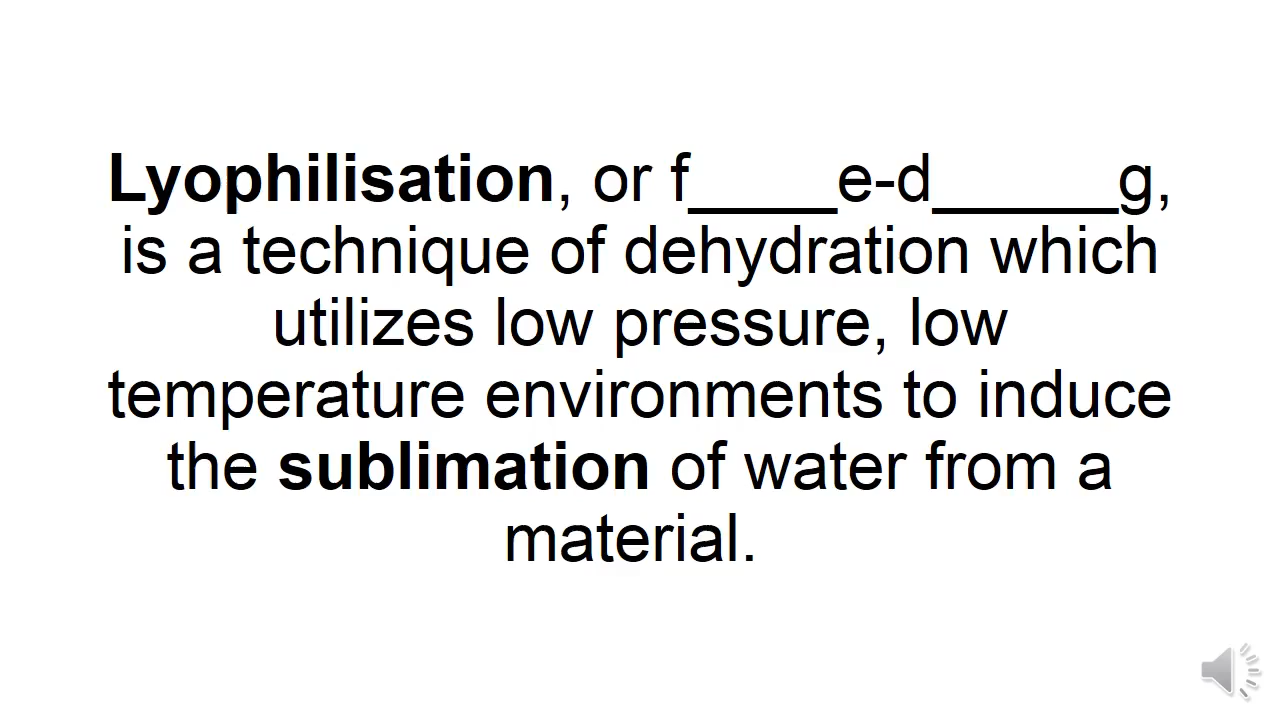 Lyophilisation, or f____e-d_____g,
is a technique of dehydration which
utilizes low pressure, low
temperature environments to induce
the sublimation of water from a
material.